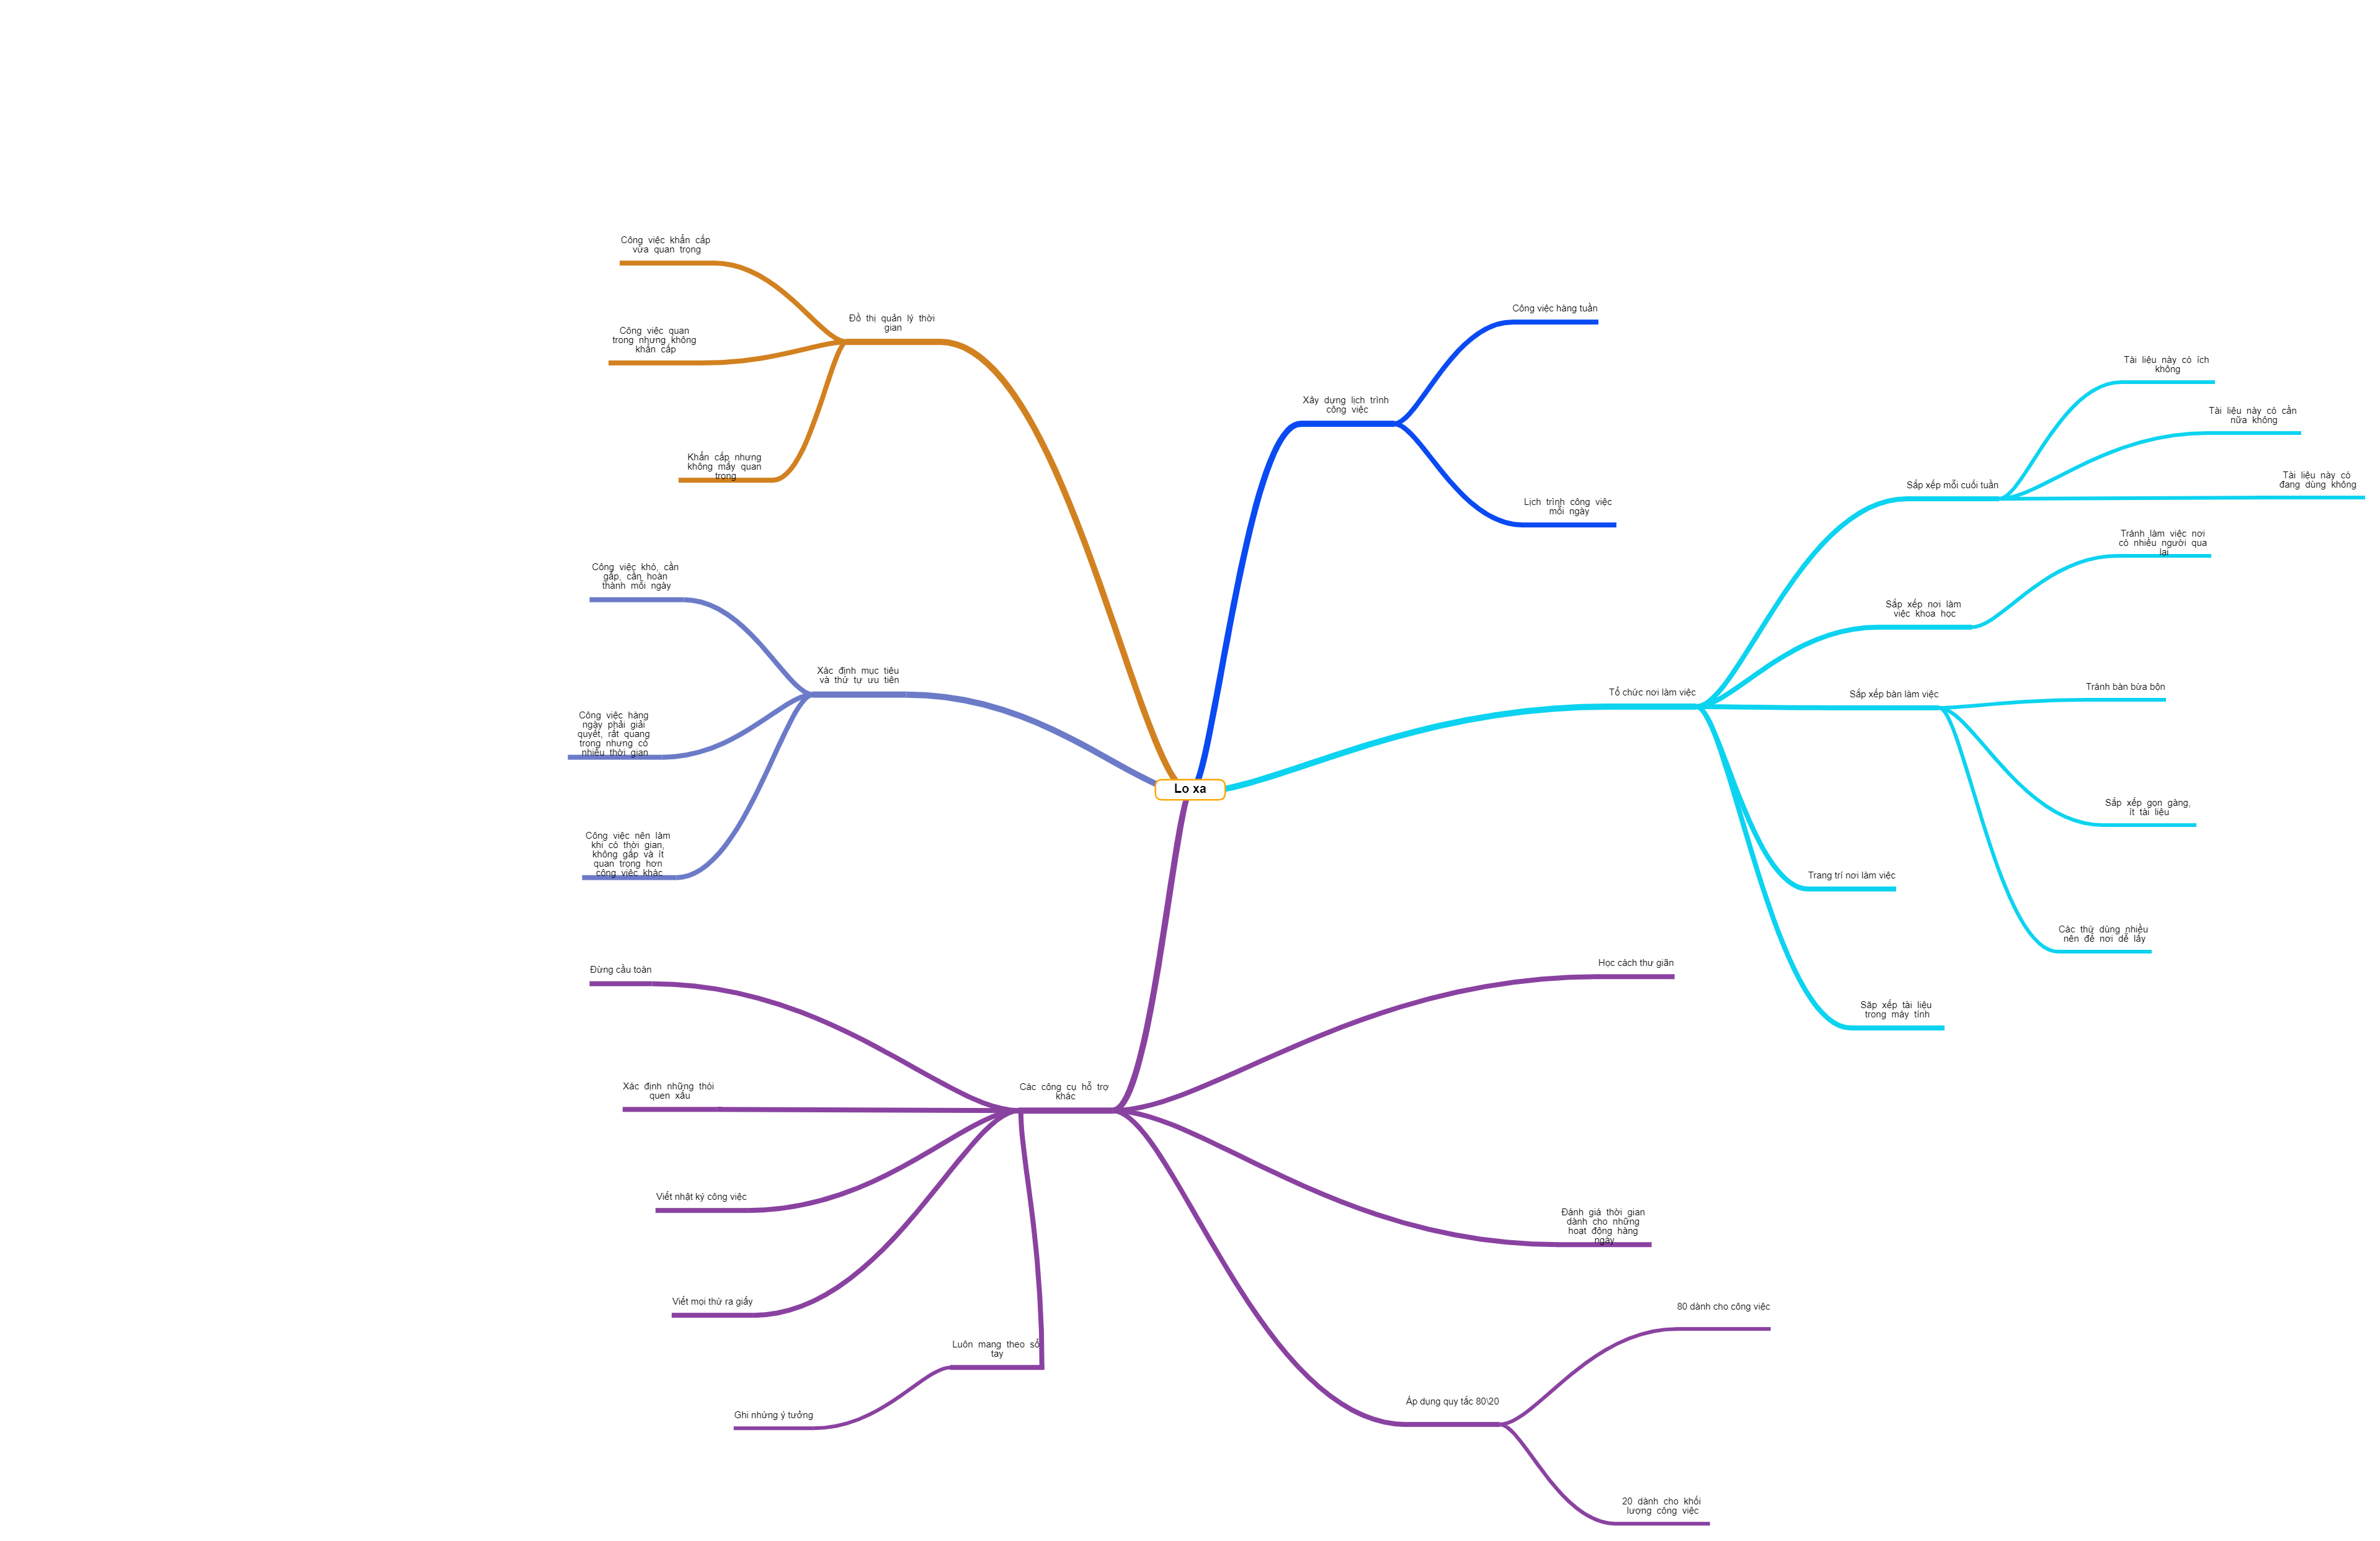 Công việc khẩn cấp
vừa quan trọng
Đồ thị quản lý thời
gian
Công việc quan
trong nhưng không
khẩn cấp
Khẩn cấp nhưng
không mấy quan
trọng
Công việc khó, cần
gấp, cần hoàn
thành mỗi ngày
Xác định mục tiêu
và thứ tự ưu tiên
Công việc hàng
ngày phải giải
quyết, rất quang
trọng nhưng có
nhiều thời gian
Công việc nên làm
khi có thời gian,
không gấp và ít
quan trọng hơn
công việc khác
Lo xa
Công việc hàng tuần
Xây dựng lịch trình
công việc
Lịch trình công việc
mỗi ngày
Tài liệu này có ích
không
Tài liệu này có cần
nữa không
Tài liệu này có
đang dùng không
Sắp xếp mỗi cuối tuần
Tránh làm việc nơi
có nhiều người qua
lại
Sắp xếp nơi làm
việc khoa học
Tổ chức nơi làm việc
Sắp xếp bàn làm việc
Tránh bàn bừa bộn
Sắp xếp gọn gàng,
ít tài liệu
Trang trí nơi làm việc
Các thứ dùng nhiều
nên để nơi dễ lấy
Săp xếp tài liệu
trong máy tính
Đừng cầu toàn
Học cách thư giãn
Xác định những thói
quen xấu
Các công cụ hỗ trợ
khác
Viết nhật ký công việc
Đánh giá thời gian
dành cho những
hoạt động hàng
ngày
Viết mọi thứ ra giấy
80 dành cho công việc
Luôn mang theo sổ
tay
Áp dụng quy tắc 80\20
Ghi nhừng ý tưởng
20 dành cho khối
lượng công việc